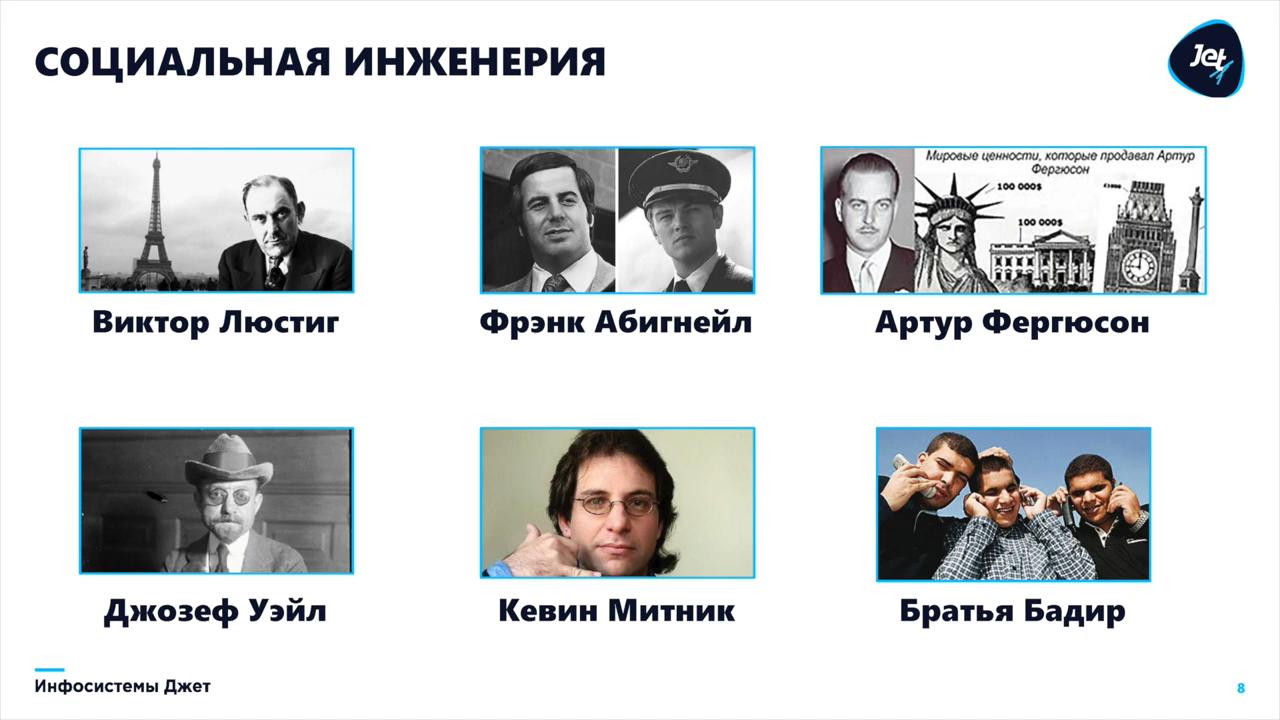 СОЦИАЛЬНАЯ ИНЖЕНЕРИЯ
Jet
Мировые ценности, которые продавал Артур
Фергюсон
100 000$
100 000$
£1000
Виктор Люстиг
Фрэнк Абигнейл
Артур Фергюсон
Джозеф Уэйл
Кевин Митник
Братья Бадир
Инфосистемы Джет
8